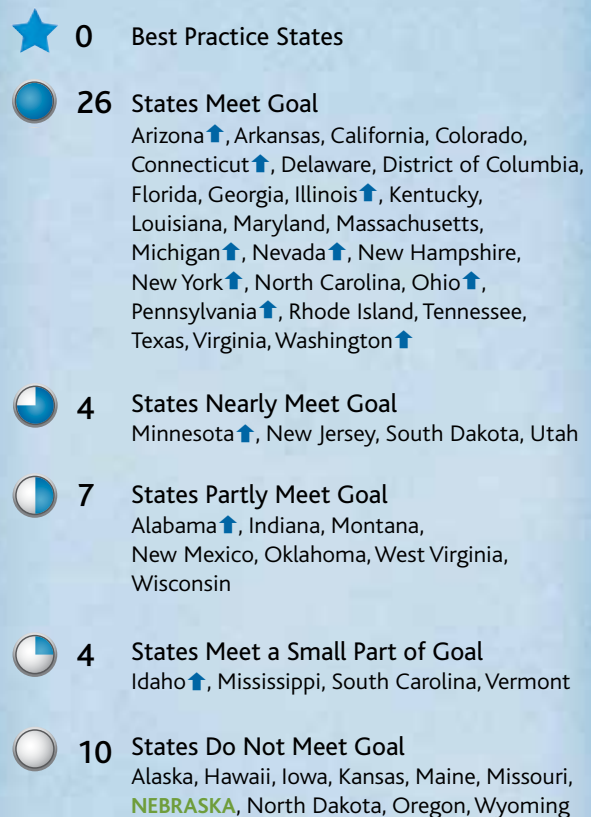 0 Best Practice States
26 States Meet Goal
Arizona⬆, Arkansas, California, Colorado,
Connecticut⬆, Delaware, District of Columbia,
Florida, Georgia, Illinois⬆, Kentucky,
Louisiana, Maryland, Massachusetts,
Michigan⬆, Nevada⬆, New Hampshire,
New York⬆, North Carolina, Ohio⬆,
Pennsylvania⬆, Rhode Island, Tennessee,
Texas, Virginia, Washington⬆
4 States Nearly Meet Goal
Minnesota⬆, New Jersey, South Dakota, Utah
7 States Partly Meet Goal
Alabama⬆, Indiana, Montana,
New Mexico, Oklahoma, West Virginia,
Wisconsin
4 States Meet a Small Part of Goal
Idaho⬆, Mississippi, South Carolina, Vermont
10 States Do Not Meet Goal
Alaska, Hawaii, Iowa, Kansas, Maine, Missouri,
NEBRASKA, North Dakota, Oregon, Wyoming